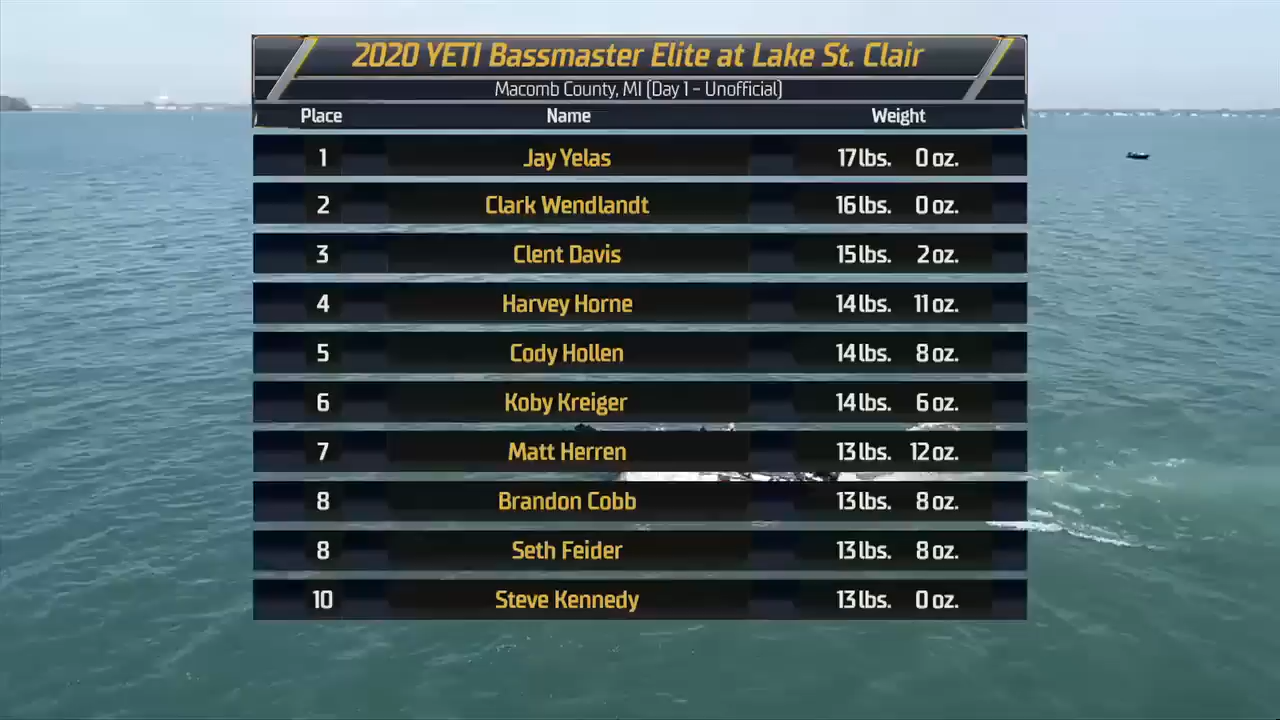 2020 YETI Bassmaster Elite at Lake St. Clair
Macomb County, MI (Day 1 - Unofficial)
Place Name Weight
1 Jay Yelas 17 lbs. 0 oz.
2 Clark Wendlandt 16 lbs. 0 oz.
3 Clent Davis 15 lbs. 2 oz.
4 Harvey Horne 14 lbs. 11 oz.
5 Cody Hollen 14 lbs. 8 oz.
6 Koby Kreiger 14 lbs. 6 oz.
7 Matt Herren 13 lbs. 12 oz.
8 Brandon Cobb 13 lbs. 8 oz.
8 Seth Feider 13 lbs. 8 oz.
10 Steve Kennedy 13 lbs. 0 oz.